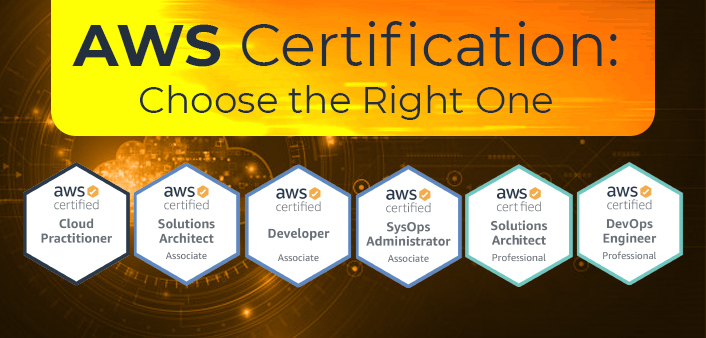 AWS Certification:
Choose the Right One
aws
certified
Cloud
Practitioner
aws
certified
Solutions
Architect
Associate
aws
certified
Developer
Associate
aws
certified
SysOps
Administrator
Associate
aws
certified
Solutions
Architect
Professional
aws
certified
DevOps
Engineer
Professional